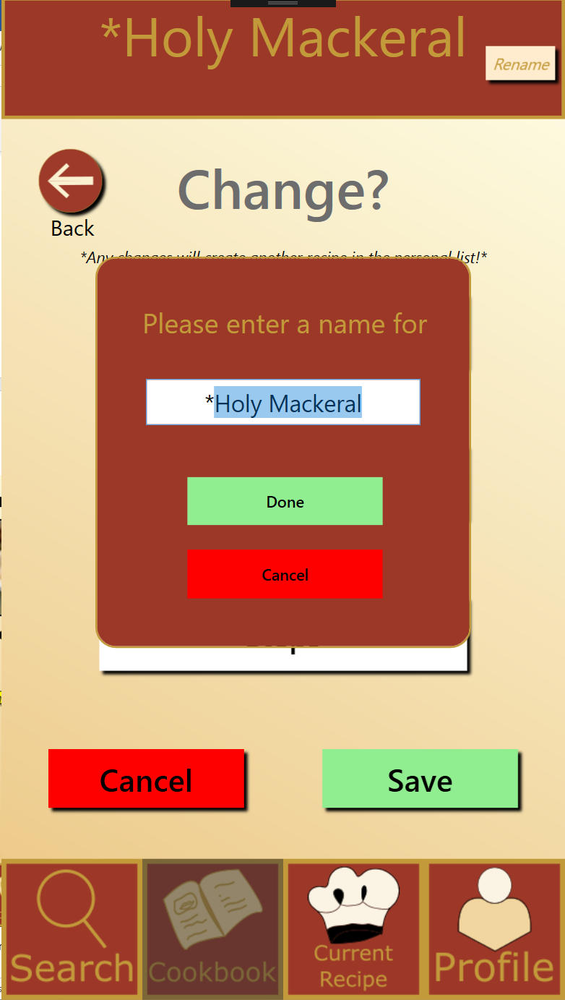 *Holy Mackeral
Rename
Change?
Back
*Any changes will create another recipe in the personal list!*
Please enter a name for
*Holy Mackeral
Done
Cancel
Cancel
Save
Search
Cookbook
Current
Recipe
Profile